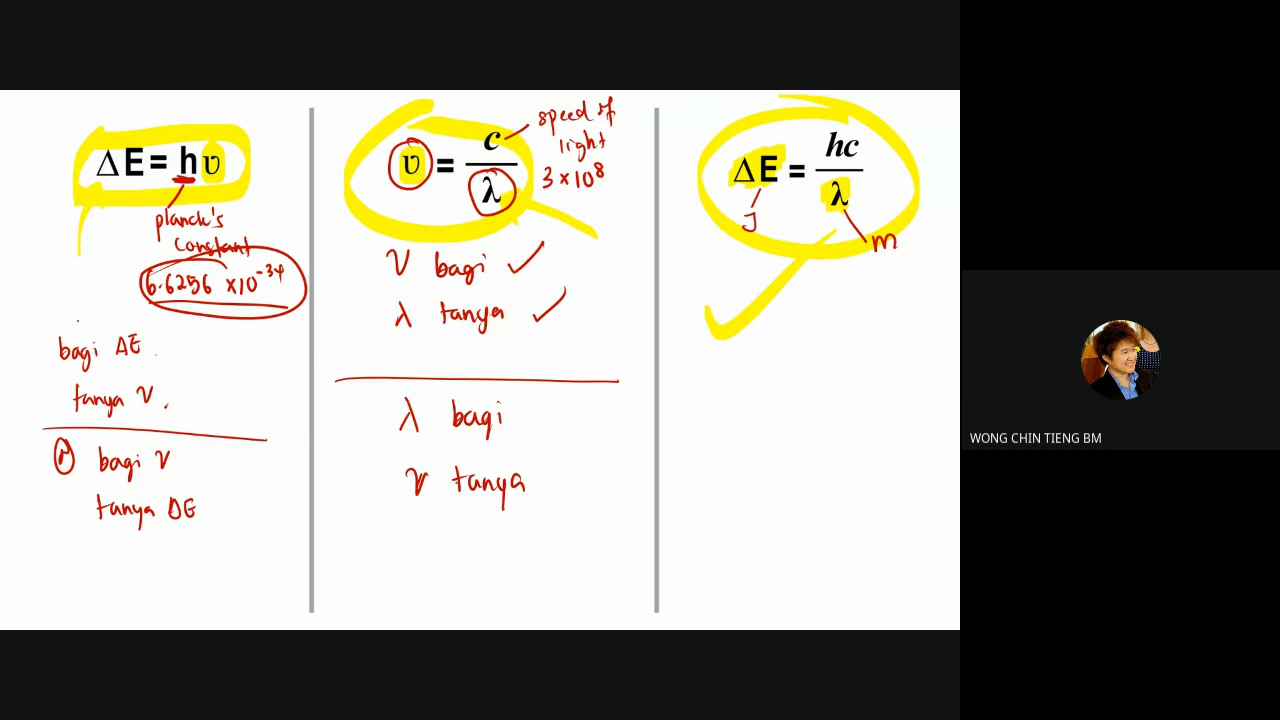 ΔE = hυ
planck's
constant
6.6256 ×10⁻³⁴
bagi ΔE.
tanya ν.
bagi ν
tanya ΔE
υ = c/λ
speed of
light
3×10⁸
ν bagi ✓
λ tanya ✓
λ bagi
ν tanya
ΔE = hc/λ
J
m
WONG CHIN TIENG BM